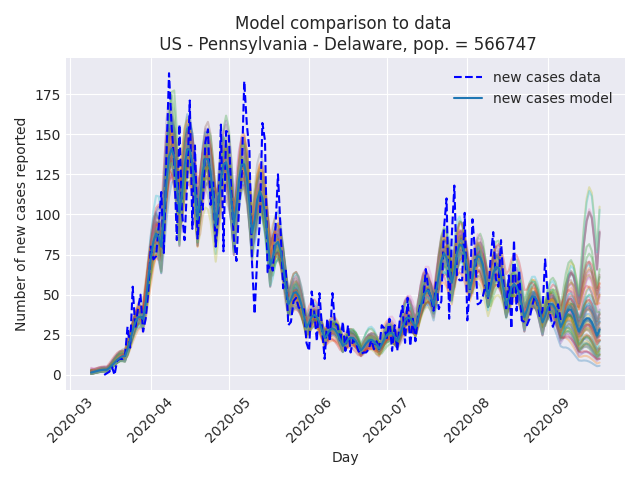 Model comparison to data
US - Pennsylvania - Delaware, pop. = 566747
new cases data
new cases model
Number of new cases reported
175
150
125
100
75
50
25
0
2020-03
2020-04
2020-05
2020-06
2020-07
2020-08
2020-09
Day